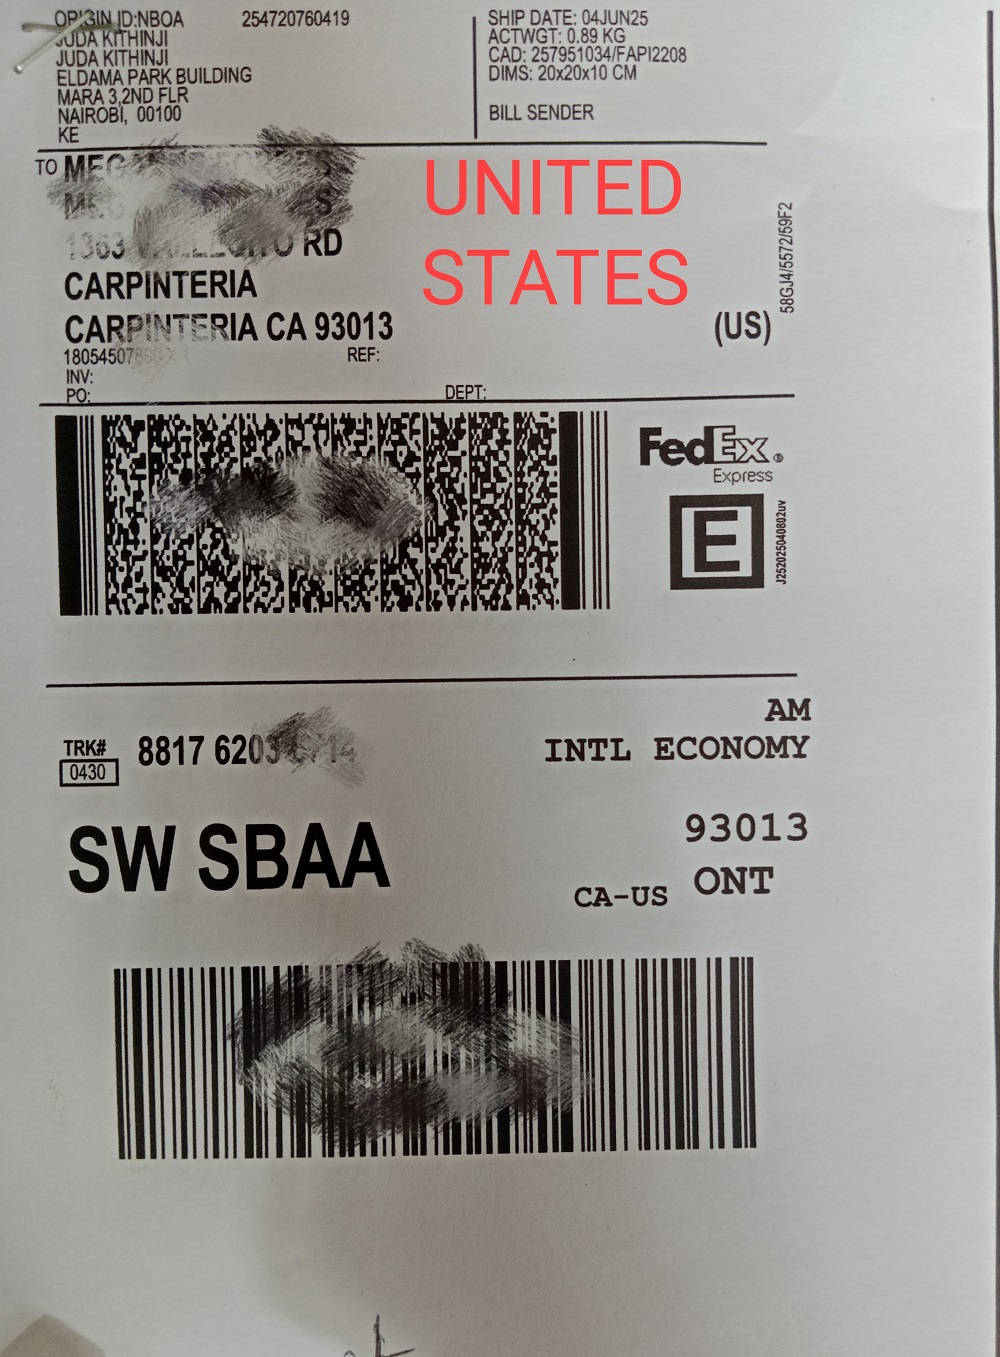 ORIGIN ID:NBOA 254720760419
JUDA KITHINJI
JUDA KITHINJI
ELDAMA PARK BUILDING
MARA 3,2ND FLR
NAIROBI, 00100
KE
SHIP DATE: 04JUN25
ACTWGT: 0.89 KG
CAD: 257951034/FAPI2208
DIMS: 20x20x10 CM
BILL SENDER
TO
1363 RD
CARPINTERIA
CARPINTERIA CA 93013
(US)
UNITED
STATES
REF:
INV:
PO:
DEPT:
58GJ4/5572/59F2
FedEx®
Express
E
J252025040802uv
TRK# 8817
0430
AM
INTL ECONOMY
SW SBAA
93013
CA-US ONT